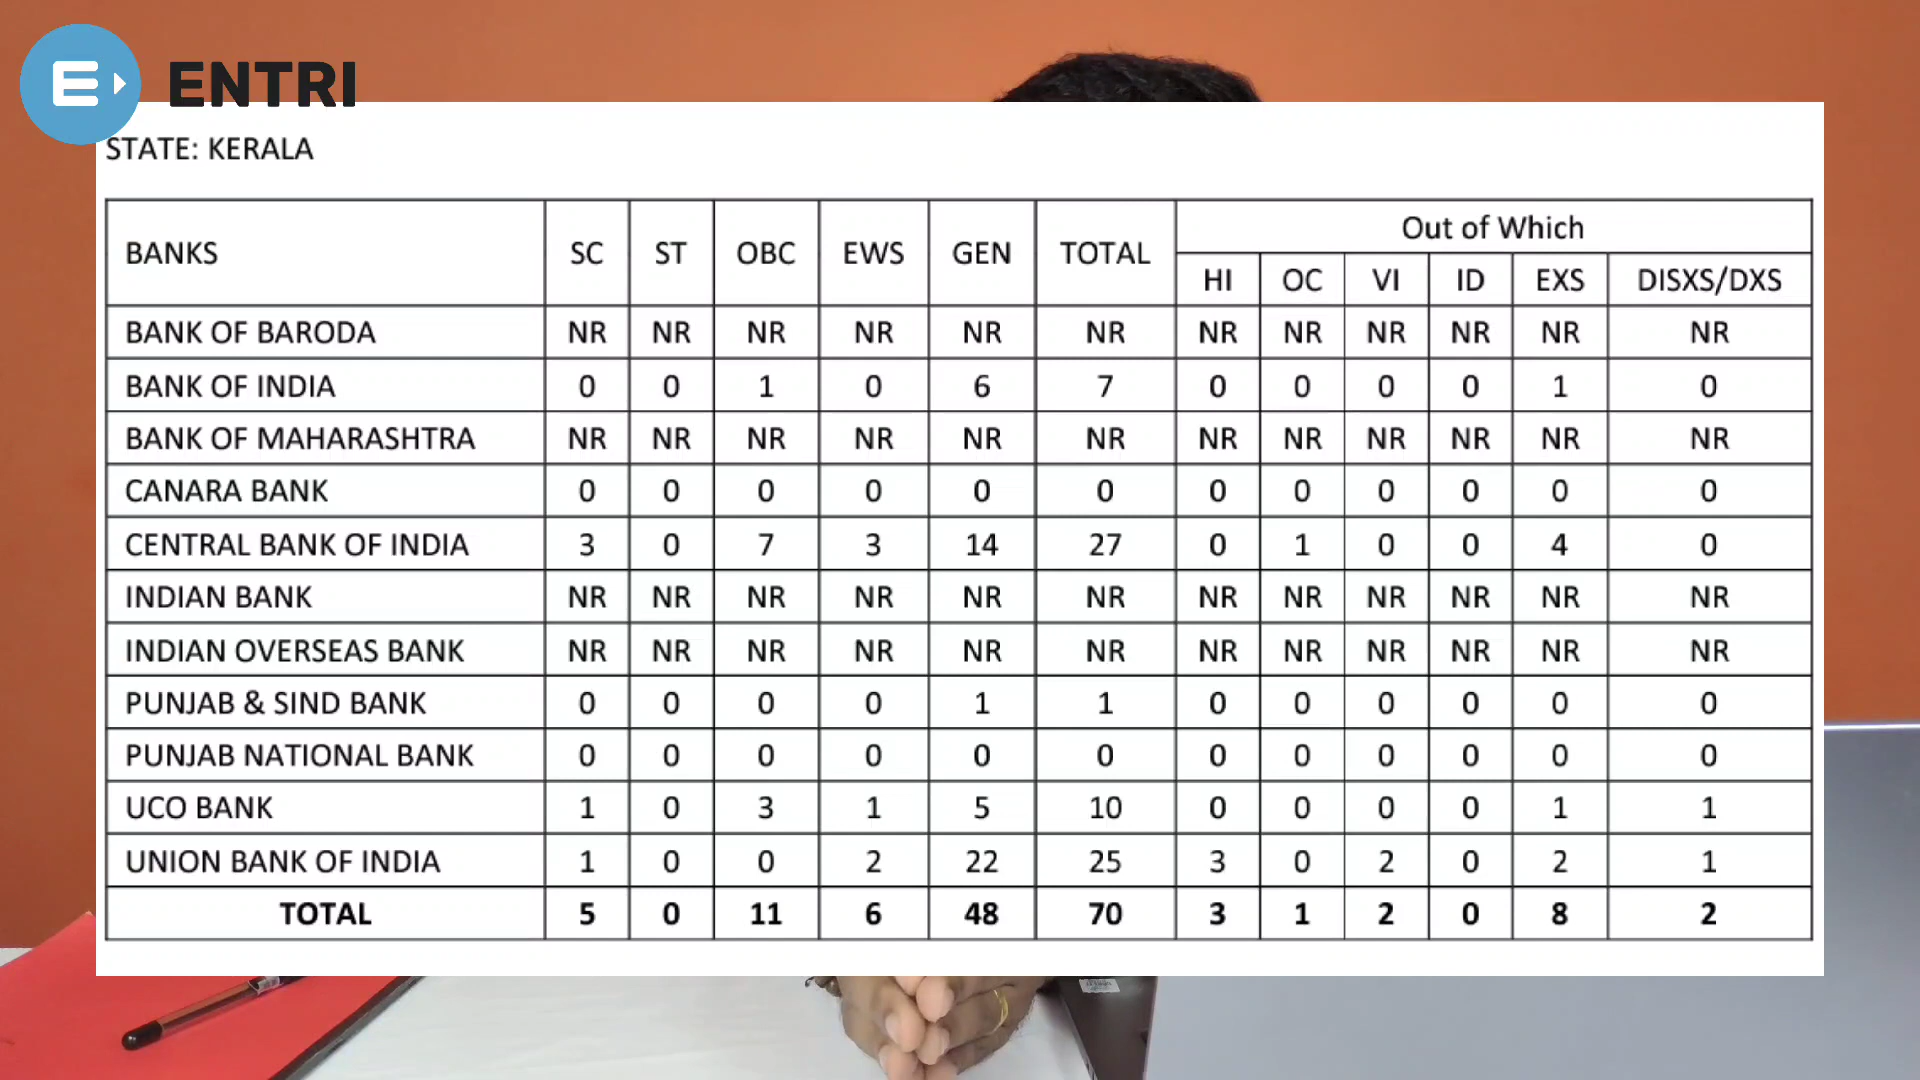 ENTRI
STATE: KERALA
BANKS SC ST OBC EWS GEN TOTAL Out of Which
HI OC VI ID EXS DISXS/DXS
BANK OF BARODA NR NR NR NR NR NR NR NR NR NR NR NR
BANK OF INDIA 0 0 1 0 6 7 0 0 0 0 1 0
BANK OF MAHARASHTRA NR NR NR NR NR NR NR NR NR NR NR NR
CANARA BANK 0 0 0 0 0 0 0 0 0 0 0 0
CENTRAL BANK OF INDIA 3 0 7 3 14 27 0 1 0 0 4 0
INDIAN BANK NR NR NR NR NR NR NR NR NR NR NR NR
INDIAN OVERSEAS BANK NR NR NR NR NR NR NR NR NR NR NR NR
PUNJAB & SIND BANK 0 0 0 0 1 1 0 0 0 0 0 0
PUNJAB NATIONAL BANK 0 0 0 0 0 0 0 0 0 0 0 0
UCO BANK 1 0 3 1 5 10 0 0 0 0 1 1
UNION BANK OF INDIA 1 0 0 2 22 25 3 0 2 0 2 1
TOTAL 5 0 11 6 48 70 3 1 2 0 8 2